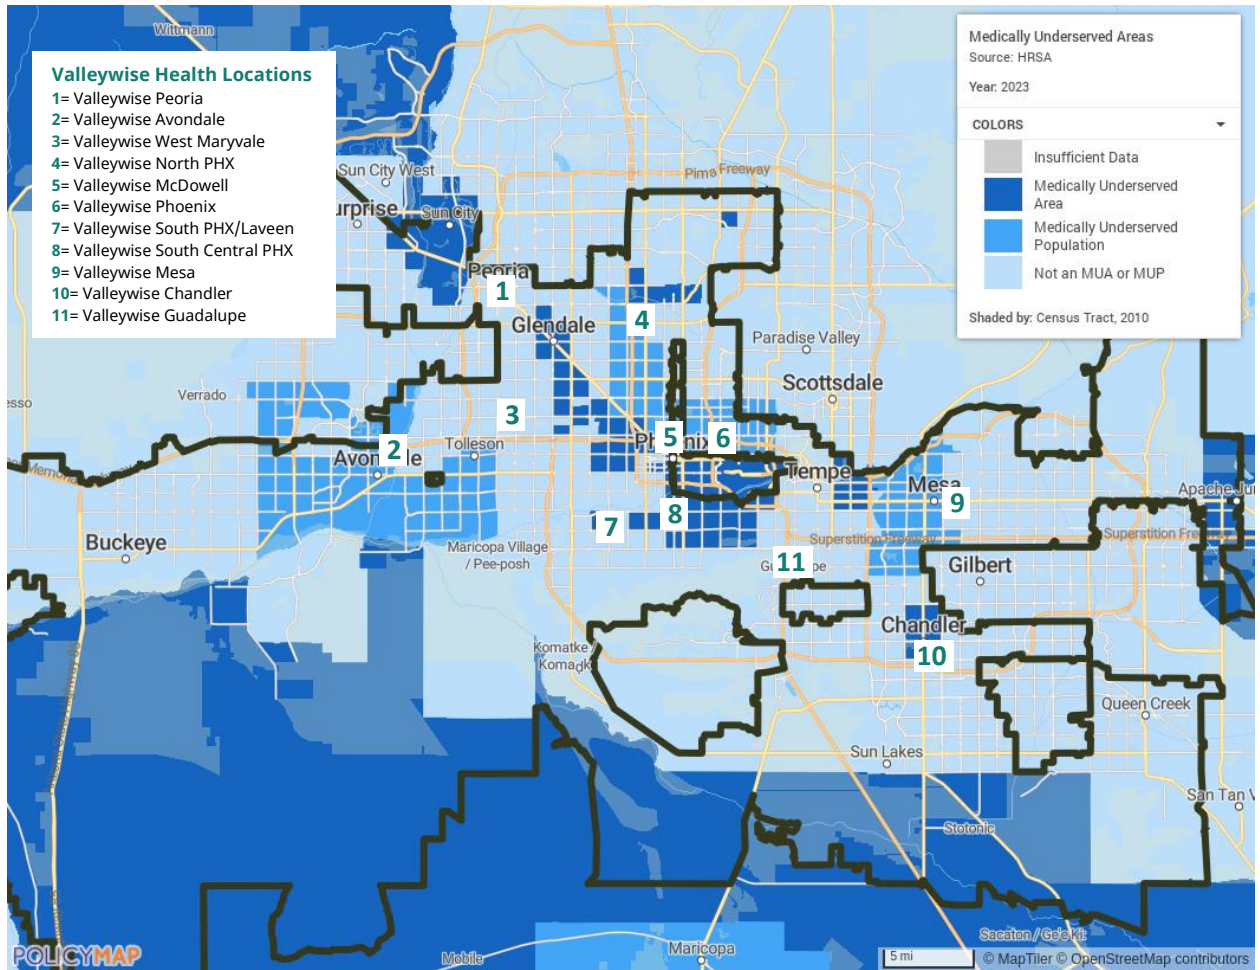 Wittmann
Valleywise Health Locations
1= Valleywise Peoria
2= Valleywise Avondale
3= Valleywise West Maryvale
4= Valleywise North PHX
5= Valleywise McDowell
6= Valleywise Phoenix
7= Valleywise South PHX/Laveen
8= Valleywise South Central PHX
9= Valleywise Mesa
10= Valleywise Chandler
11= Valleywise Guadalupe
Medically Underserved Areas
Source: HRSA
Year: 2023
COLORS
Insufficient Data
Medically Underserved
Area
Medically Underserved
Population
Not an MUA or MUP
Shaded by: Census Tract, 2010
Sun City West
Pima Freeway
urprise
Sun City
Peoria
1
4
Glendale
Paradise Valley
Scottsdale
Verrado
esso
3
5
6
2
Tolleson
Avon
le
Tempe
Mesa
9
Apache Ju
8
7
Buckeye
Maricopa Village
/ Pee-posh
Superstition Freeway
Superstition
11
Gilbert
Chandler
10
Komatke /
Queen Creek
Sun Lakes
San Tan V
Stotonic
Sacaton /
Maricopa
Mobile
POLICYMAP
5 mi
© MapTiler © OpenStreetMap contributors